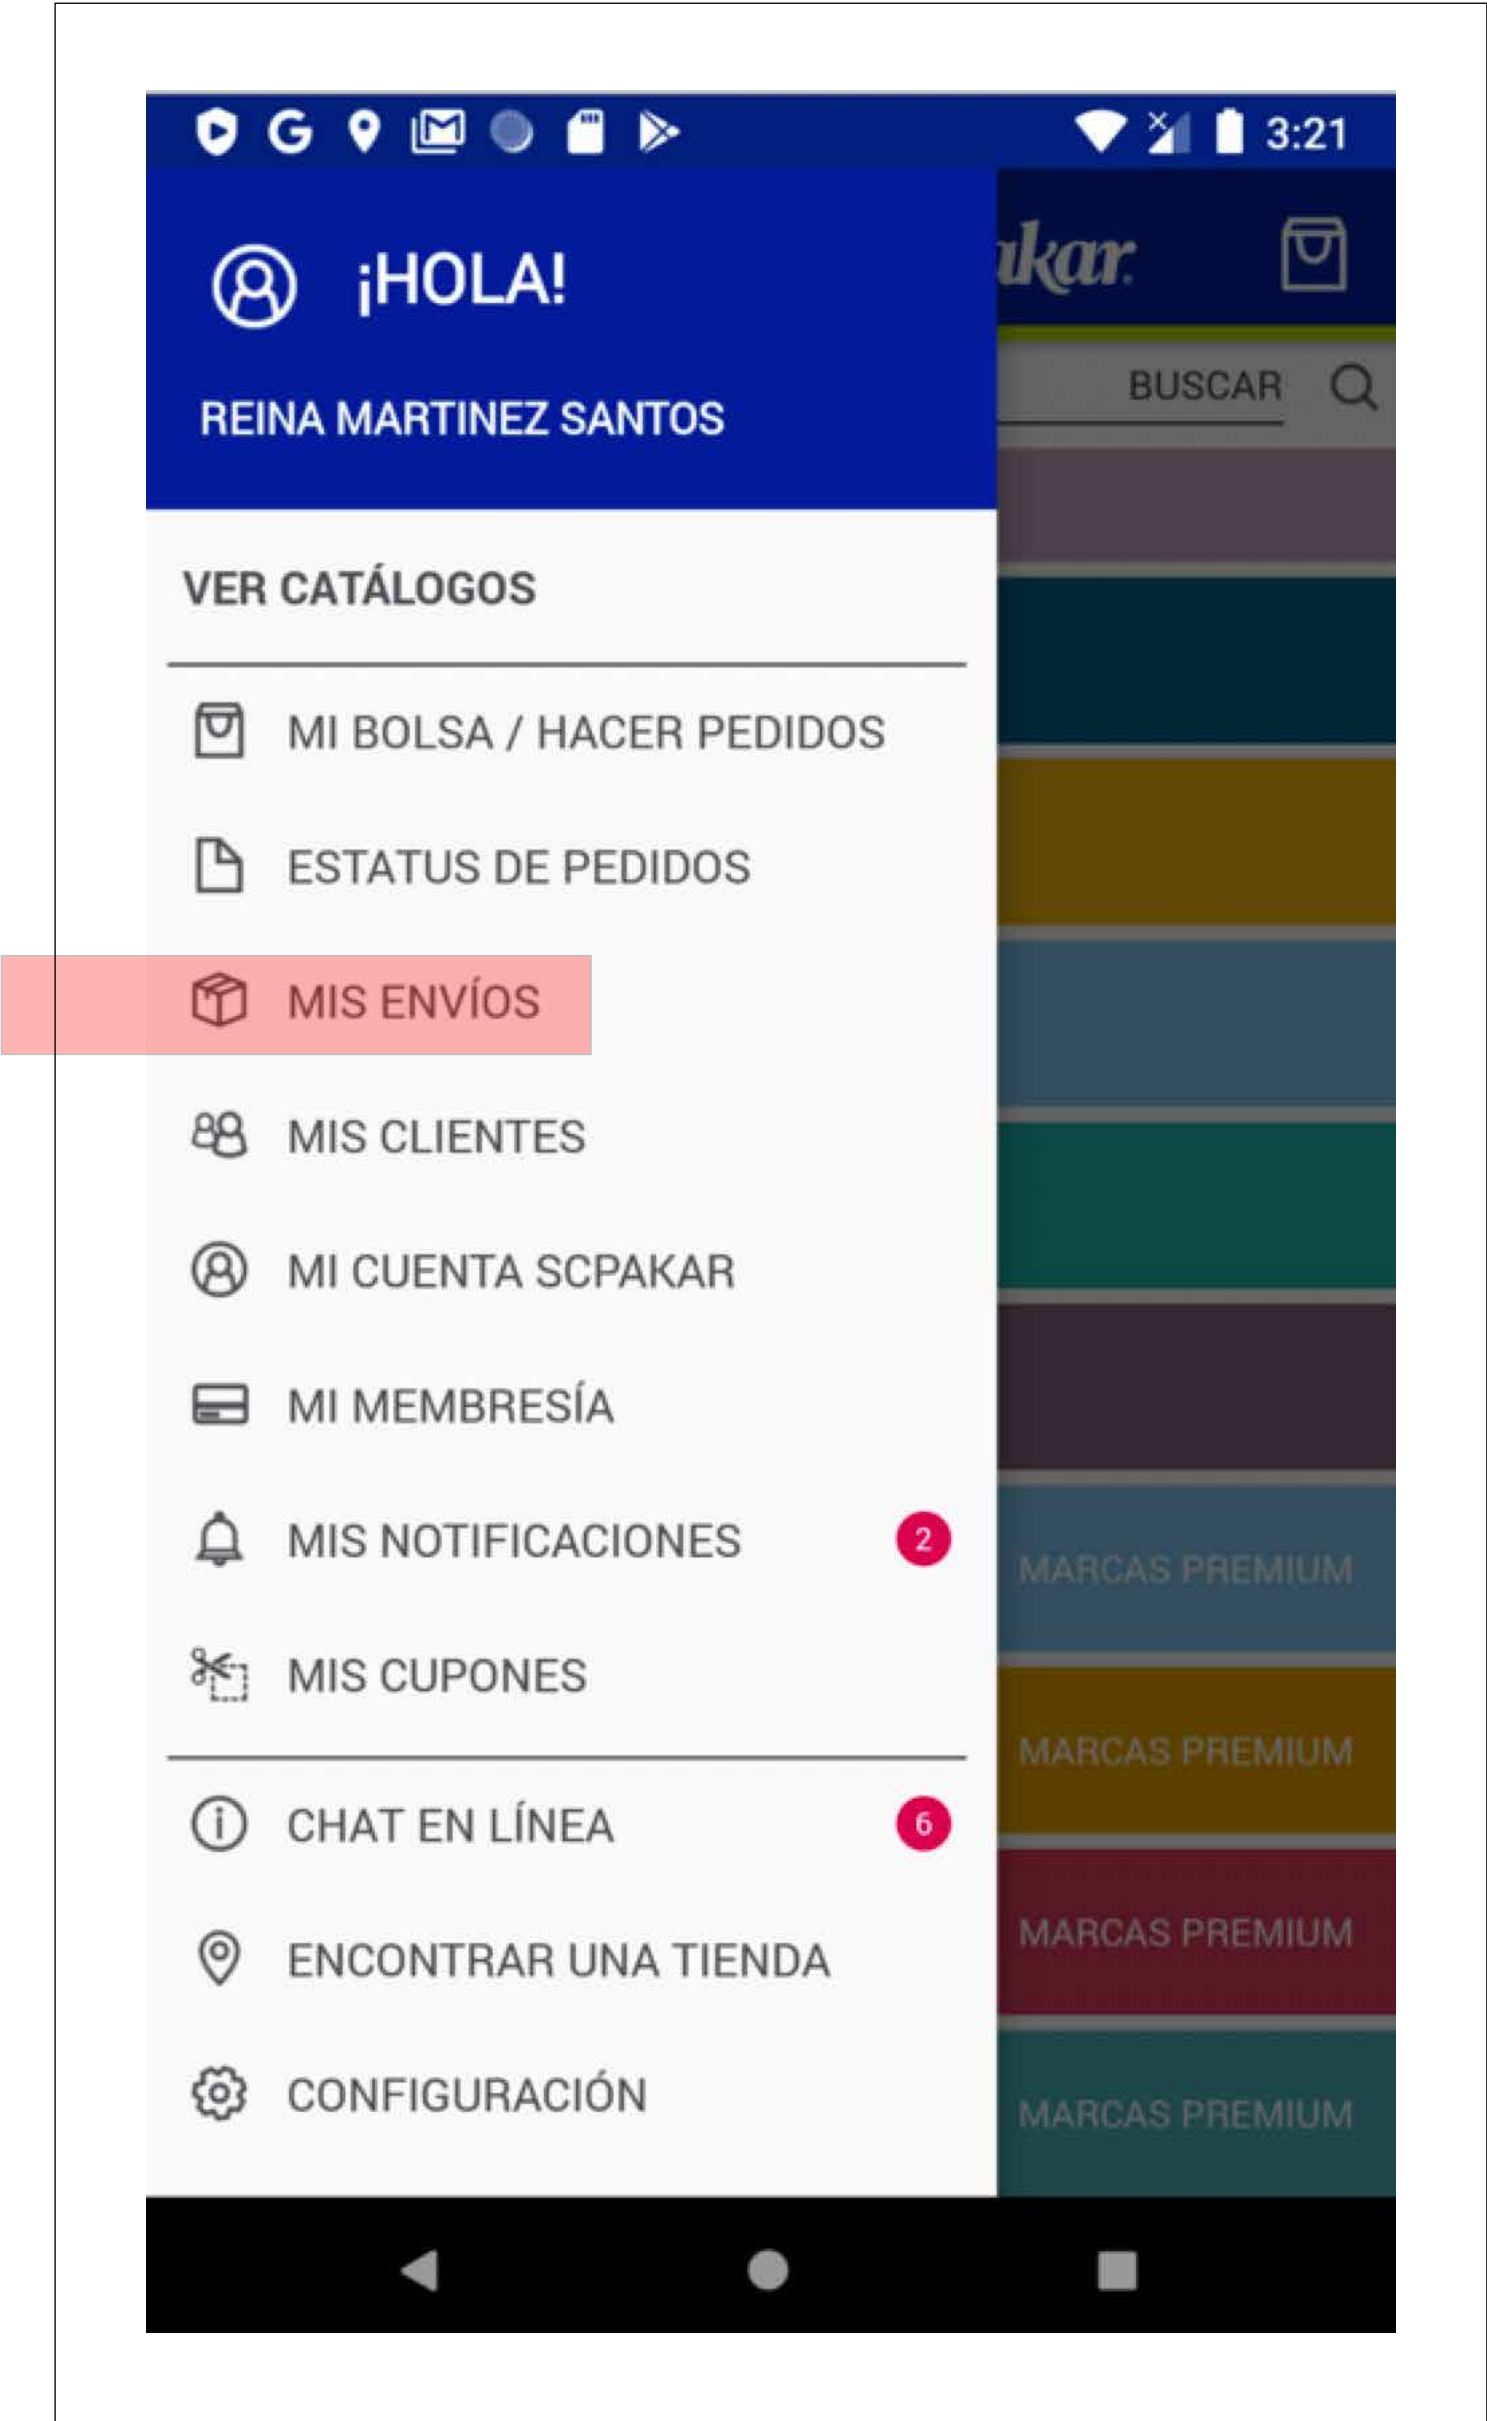 3:21
¡HOLA!
akar.
REINA MARTINEZ SANTOS
BUSCAR
VER CATÁLOGOS
MI BOLSA / HACER PEDIDOS
ESTATUS DE PEDIDOS
MIS ENVÍOS
MIS CLIENTES
MI CUENTA SCPAKAR
MI MEMBRESÍA
MIS NOTIFICACIONES 2
MARCAS PREMIUM
MIS CUPONES
MARCAS PREMIUM
CHAT EN LÍNEA 6
MARCAS PREMIUM
ENCONTRAR UNA TIENDA
CONFIGURACIÓN
MARCAS PREMIUM